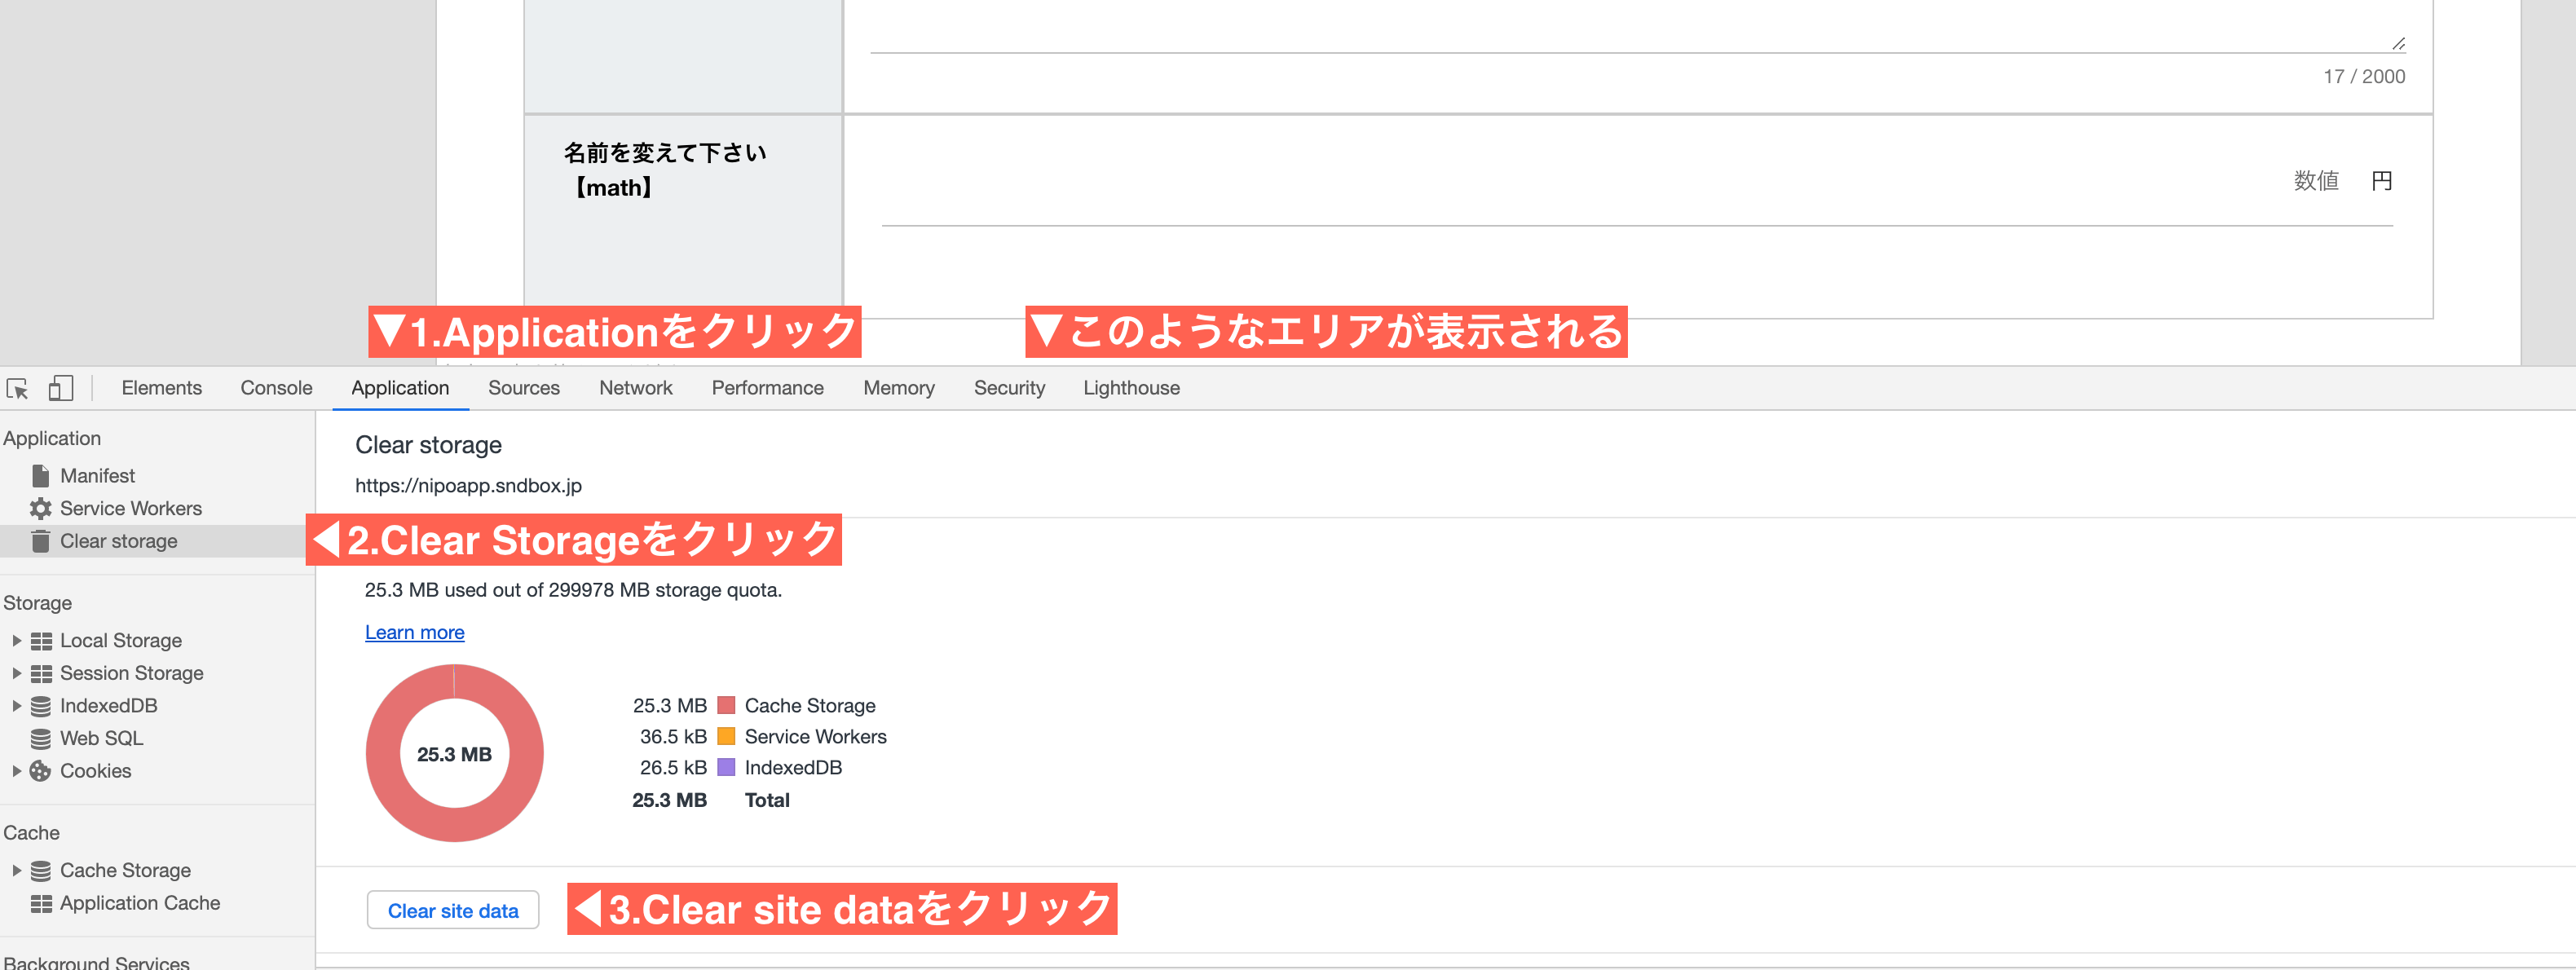 17 / 2000
名前を変えて下さい
【math】
数値 円
▼1.Applicationをクリック
▼このようなエリアが表示される
Elements Console Application Sources Network Performance Memory Security Lighthouse
Application
Manifest
Service Workers
Clear storage
Storage
Local Storage
Session Storage
IndexedDB
Web SQL
Cookies
Cache
Cache Storage
Application Cache
Background Services
Clear storage
https://nipoapp.sndbox.jp
◀2.Clear Storageをクリック
25.3 MB used out of 299978 MB storage quota.
Learn more
25.3 MB
25.3 MB Cache Storage
36.5 kB Service Workers
26.5 kB IndexedDB
25.3 MB Total
Clear site data
◀3.Clear site dataをクリック